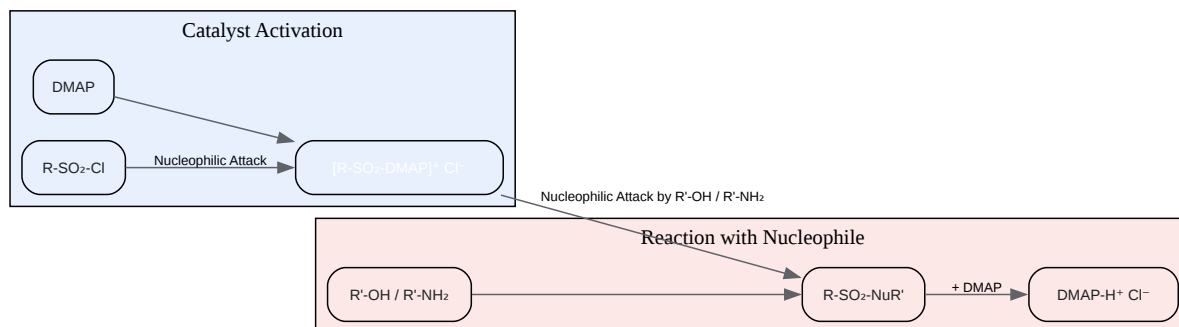 Catalyst Activation
DMAP
R-SO₂-Cl
Nucleophilic Attack
[R-SO₂-DMAP]⁺ Cl⁻
Nucleophilic Attack by R'-OH / R'-NH₂
Reaction with Nucleophile
R'-OH / R'-NH₂
R-SO₂-NuR'
+ DMAP
DMAP-H⁺ Cl⁻